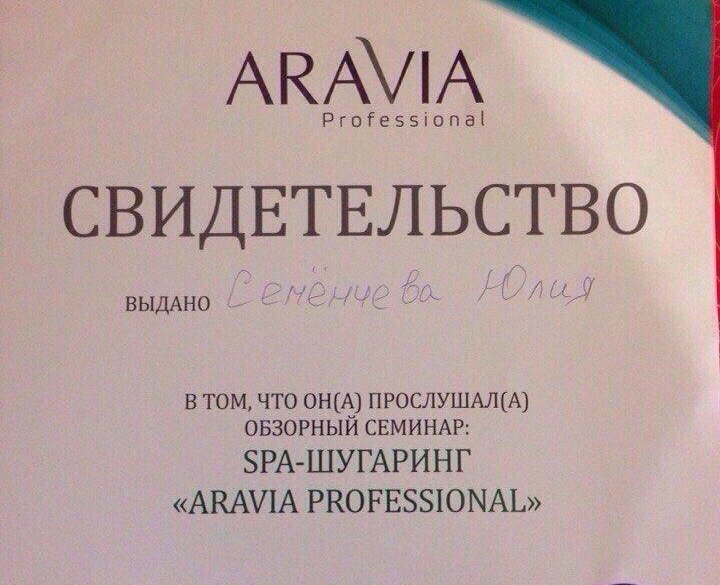 ARAVIA
Professional
СВИДЕТЕЛЬСТВО
ВЫДАНО Семёнчева Юлия
В ТОМ, ЧТО ОН(А) ПРОСЛУШАЛ(А)
ОБЗОРНЫЙ СЕМИНАР:
SPA-ШУГАРИНГ
«ARAVIA PROFESSIONAL»